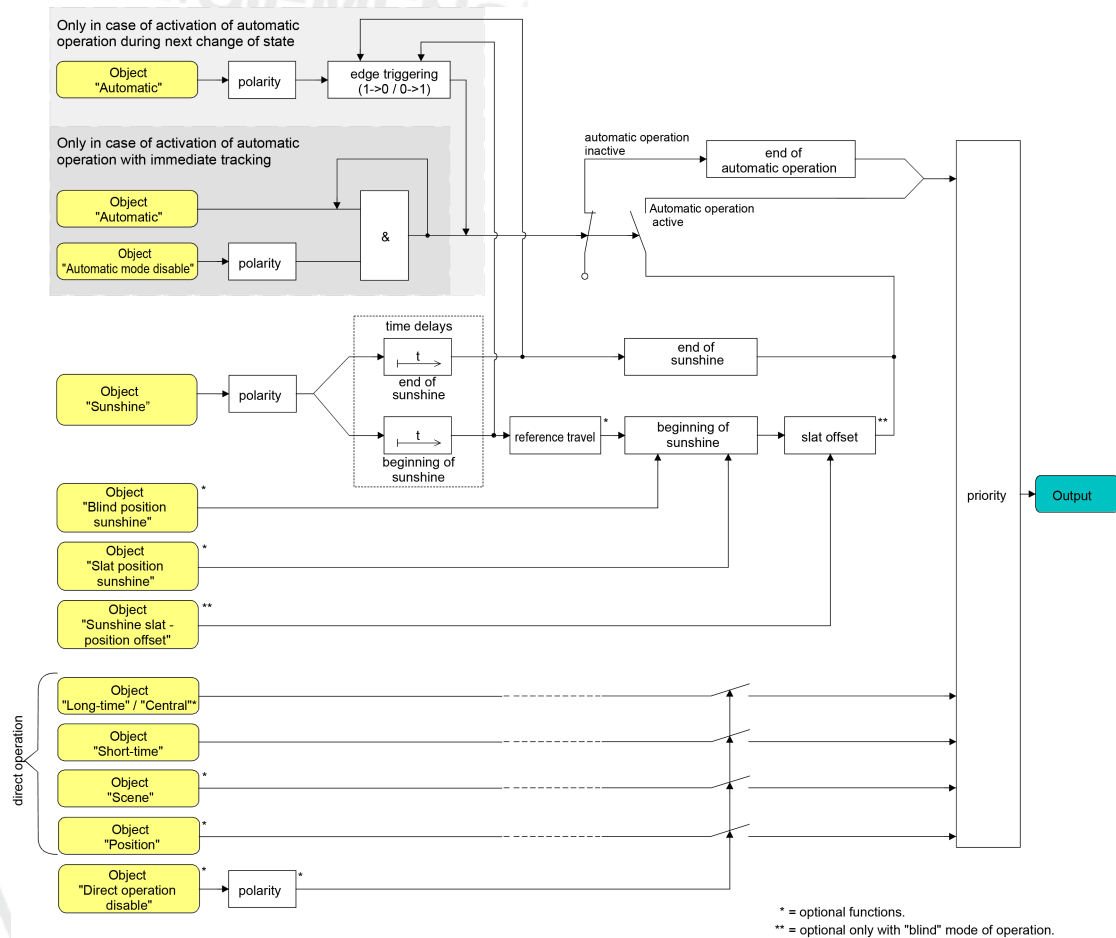 Only in case of activation of automatic
operation during next change of state
Object
"Automatic"
polarity
edge triggering
(1->0 / 0->1)
Only in case of activation of automatic
operation with immediate tracking
Object
"Automatic"
Object
"Automatic mode disable"
polarity
&
automatic operation
inactive
end of
automatic operation
Automatic operation
active
time delays
t
end of
sunshine
end of
sunshine
Object
"Sunshine"
polarity
t
beginning of
sunshine
reference travel
*
beginning of
sunshine
slat offset
**
Object
"Blind position
sunshine"
*
Object
"Slat position
sunshine"
*
Object
"Sunshine slat -
position offset"
**
priority
Output
direct operation
Object
"Long-time" / "Central"*
Object
"Short-time"
Object
"Scene"
*
Object
"Position"
*
Object
"Direct operation
disable"
*
polarity
*
* = optional functions.
** = optional only with "blind" mode of operation.